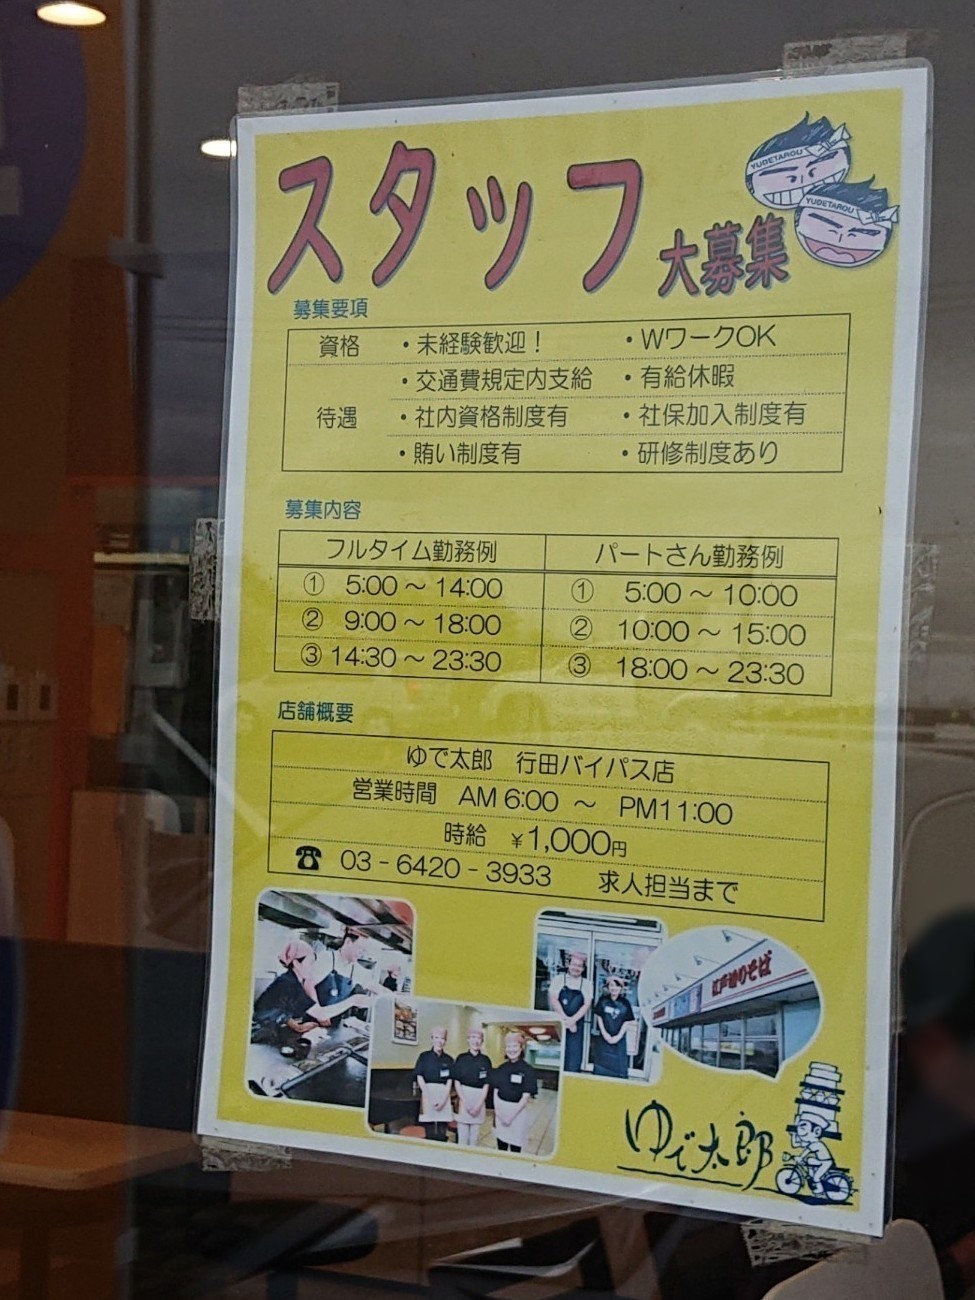 スタッフ 大募集
YUDETAROU
YUDETAROU
募集要項
資格 ・未経験歓迎！ ・WワークOK
・交通費規定内支給 ・有給休暇
待遇 ・社内資格制度有 ・社保加入制度有
・賄い制度有 ・研修制度あり
募集内容
フルタイム勤務例 パートさん勤務例
① 5:00～14:00 ① 5:00～10:00
② 9:00～18:00 ② 10:00～15:00
③ 14:30～23:30 ③ 18:00～23:30
店舗概要
ゆで太郎 行田バイパス店
営業時間 AM 6:00 ～ PM11:00
時給 ¥1,000円
☎ 03-6420-3933 求人担当まで
江戸切りそば
ゆで太郎